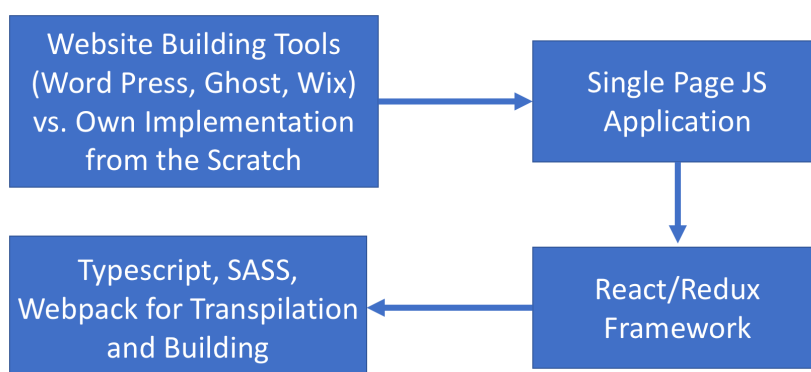 Website Building Tools
(Word Press, Ghost, Wix)
vs. Own Implementation
from the Scratch
Single Page JS
Application
React/Redux
Framework
Typescript, SASS,
Webpack for Transpilation
and Building